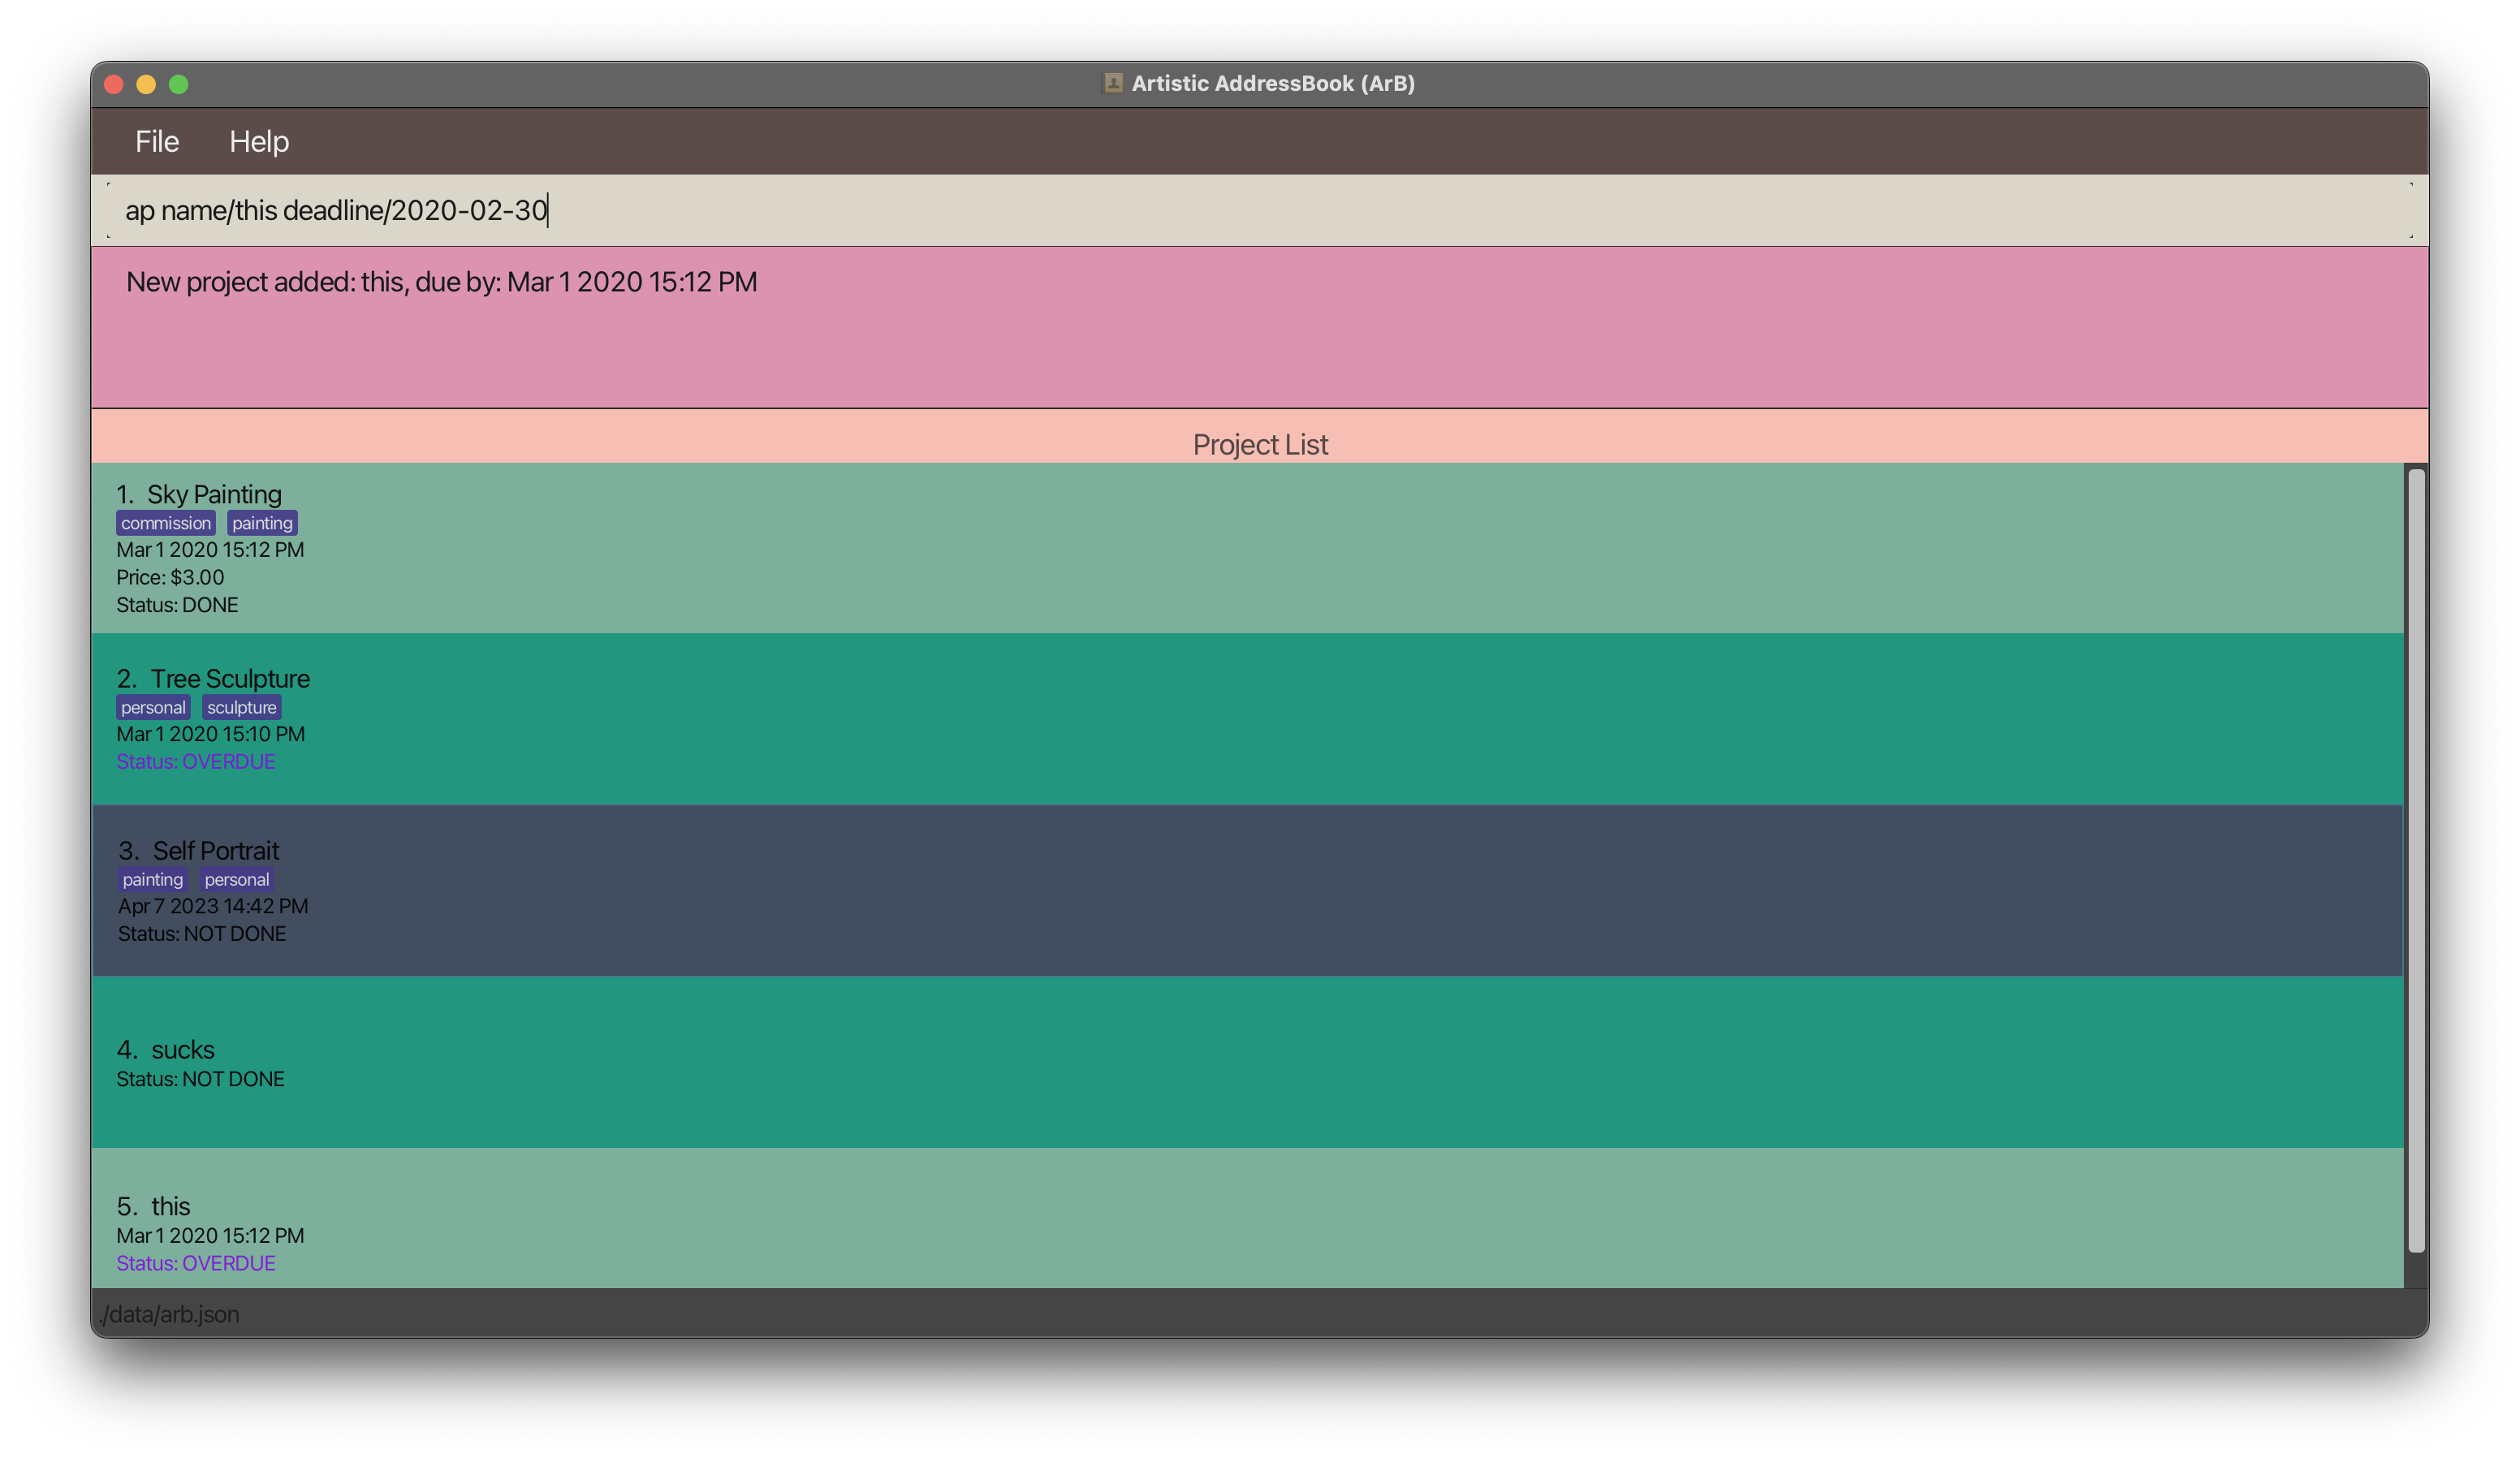 Artistic AddressBook (ArB)
File Help
ap name/this deadline/2020-02-30
New project added: this, due by: Mar 1 2020 15:12 PM
Project List
1. Sky Painting
commission painting
Mar 1 2020 15:12 PM
Price: $3.00
Status: DONE
2. Tree Sculpture
personal sculpture
Mar 1 2020 15:10 PM
Status: OVERDUE
3. Self Portrait
painting personal
Apr 7 2023 14:42 PM
Status: NOT DONE
4. sucks
Status: NOT DONE
5. this
Mar 1 2020 15:12 PM
Status: OVERDUE
./data/arb.json